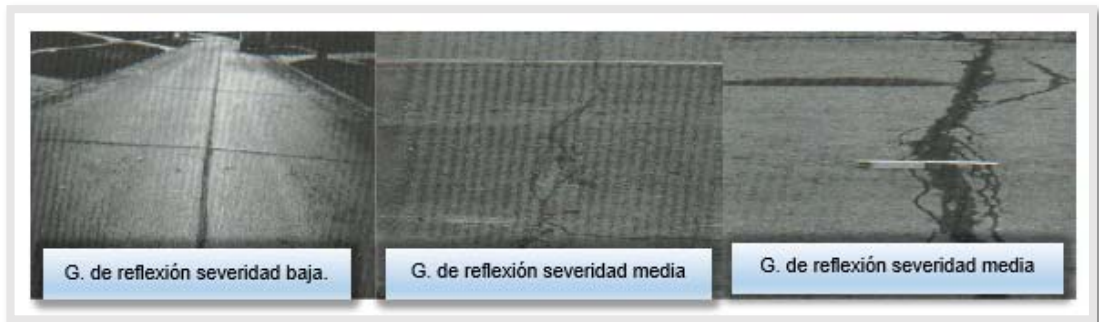 G. de reflexión severidad baja.
G. de reflexión severidad media
G. de reflexión severidad media